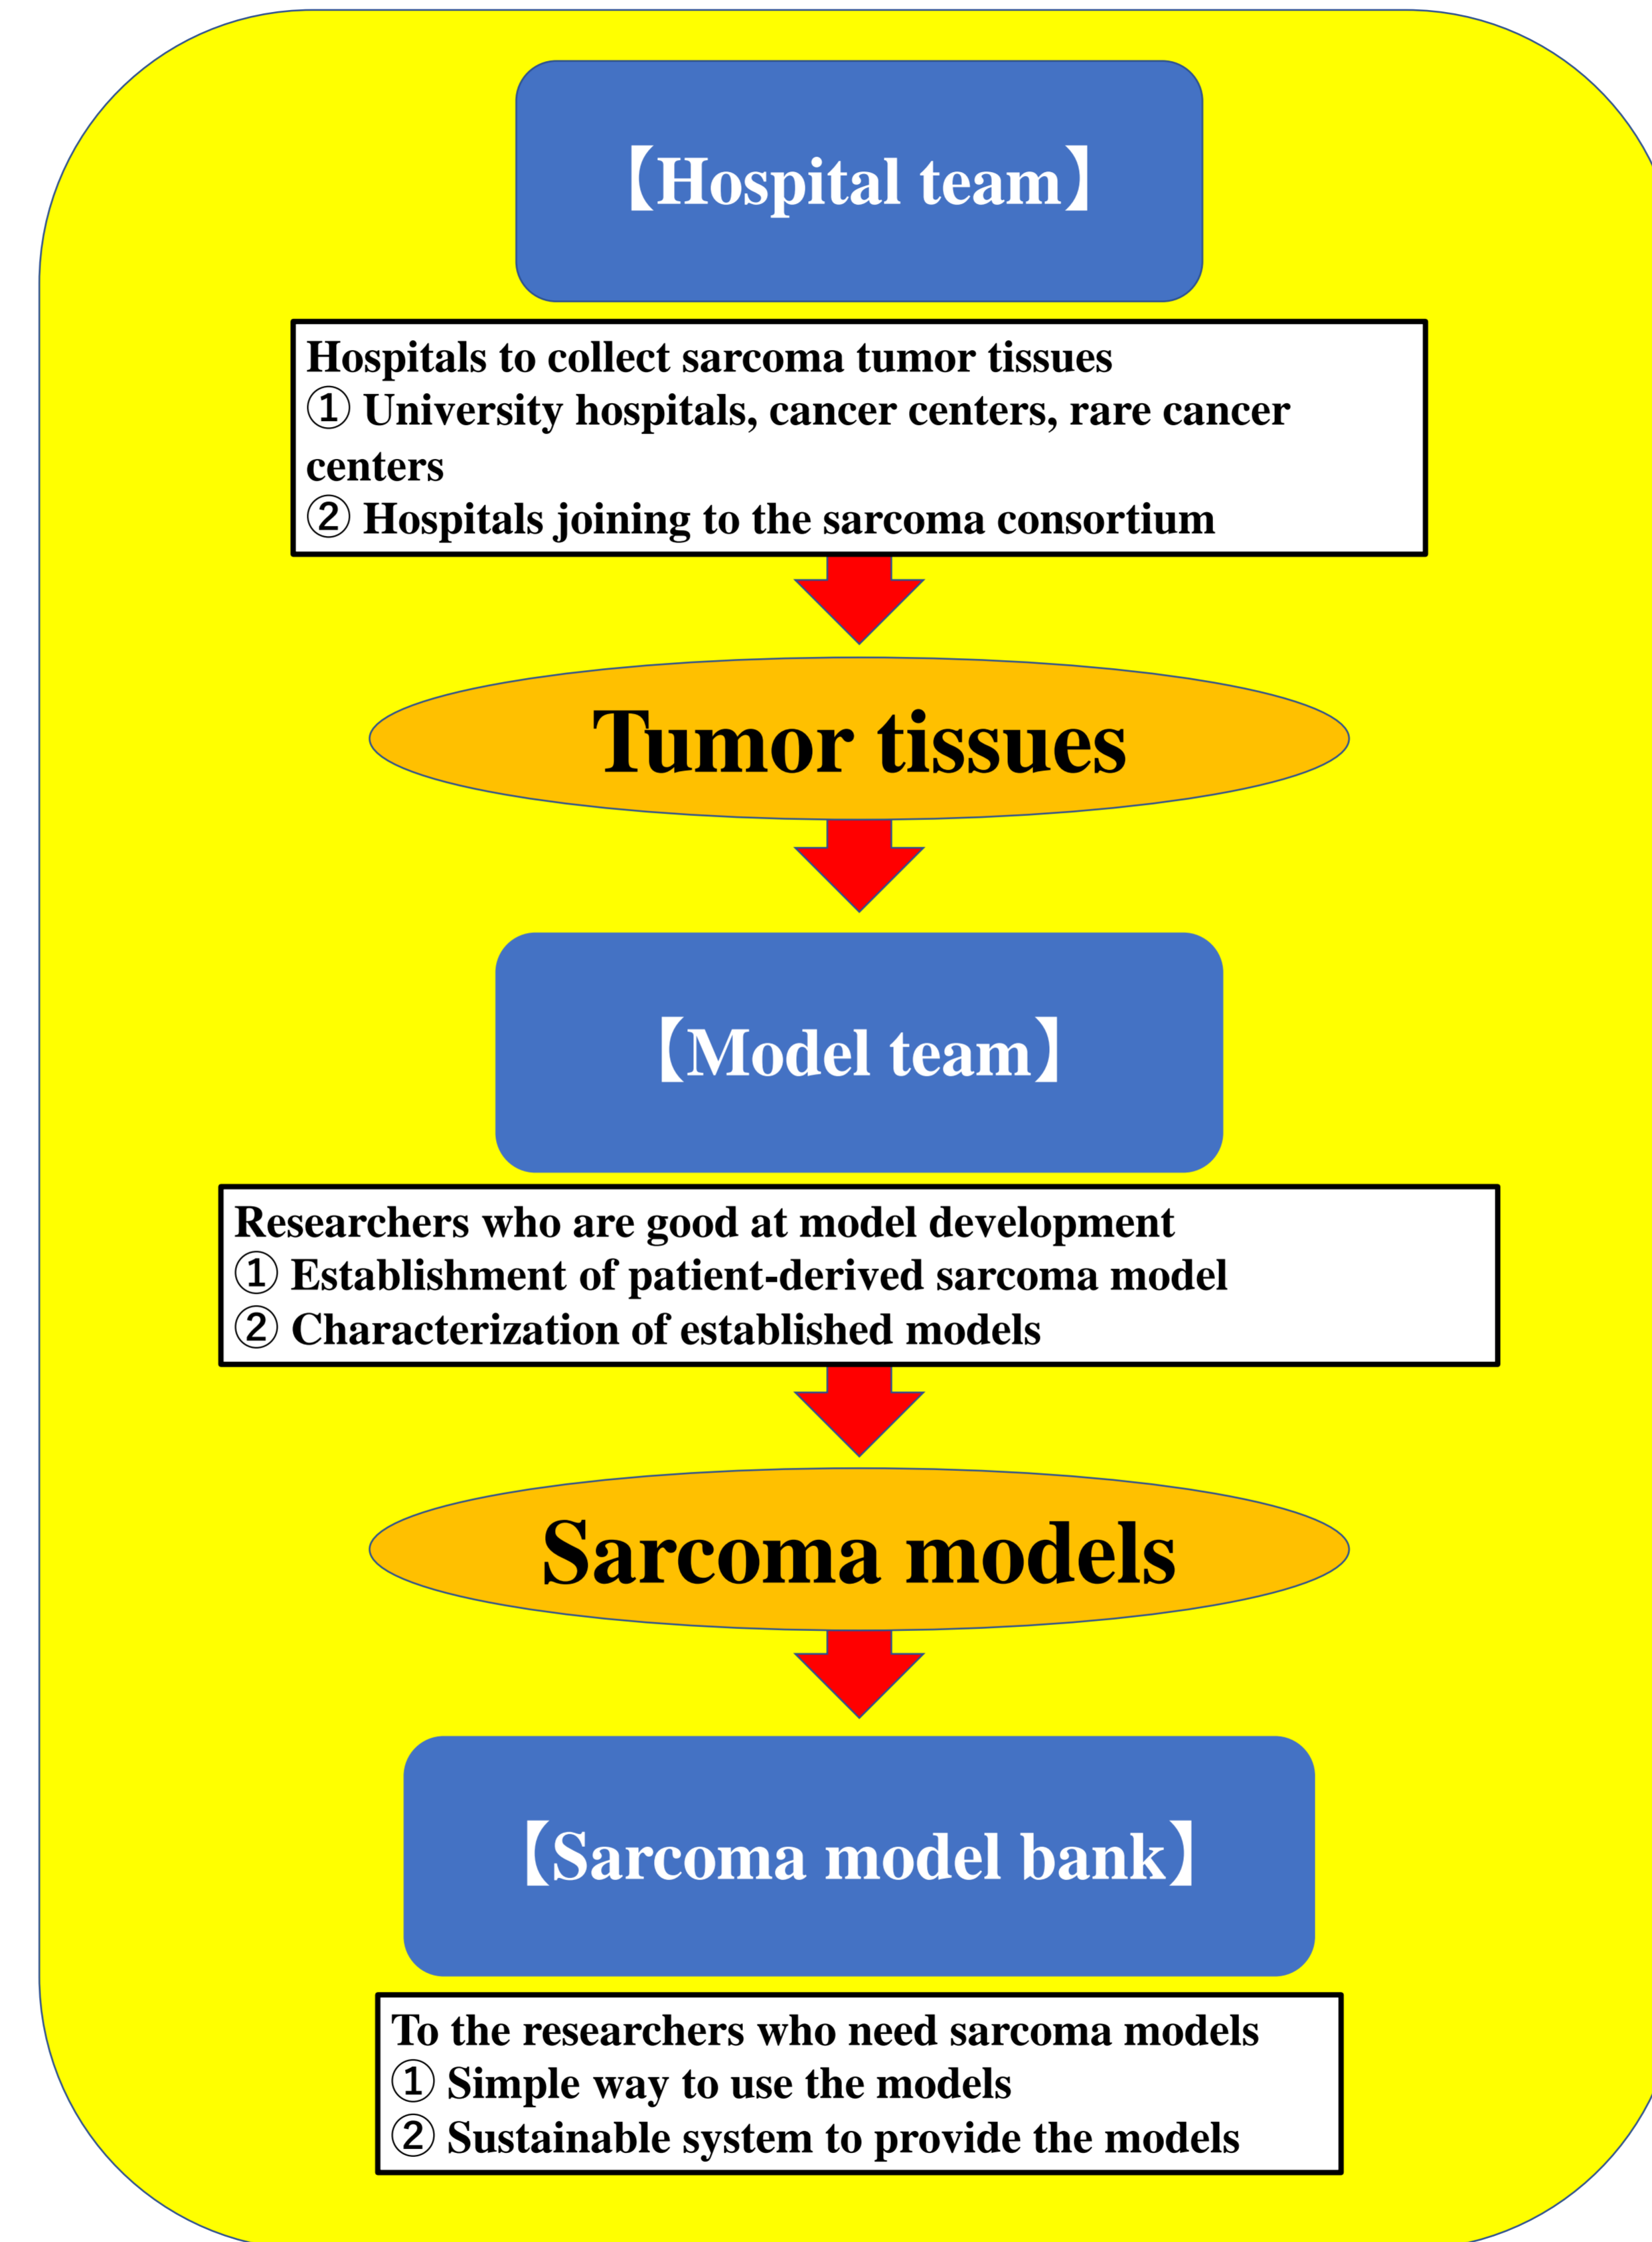 【Hospital team】
Hospitals to collect sarcoma tumor tissues
① University hospitals, cancer centers, rare cancer
centers
② Hospitals joining to the sarcoma consortium
Tumor tissues
【Model team】
Researchers who are good at model development
① Establishment of patient-derived sarcoma model
② Characterization of established models
Sarcoma models
【Sarcoma model bank】
To the researchers who need sarcoma models
① Simple way to use the models
② Sustainable system to provide the models